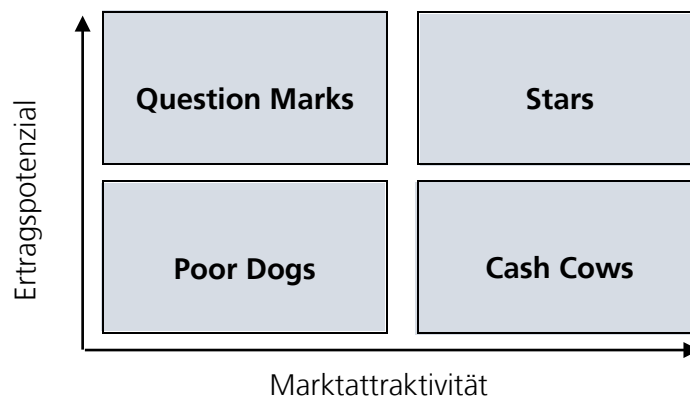 Ertragspotenzial
Question Marks
Stars
Poor Dogs
Cash Cows
Marktattraktivität